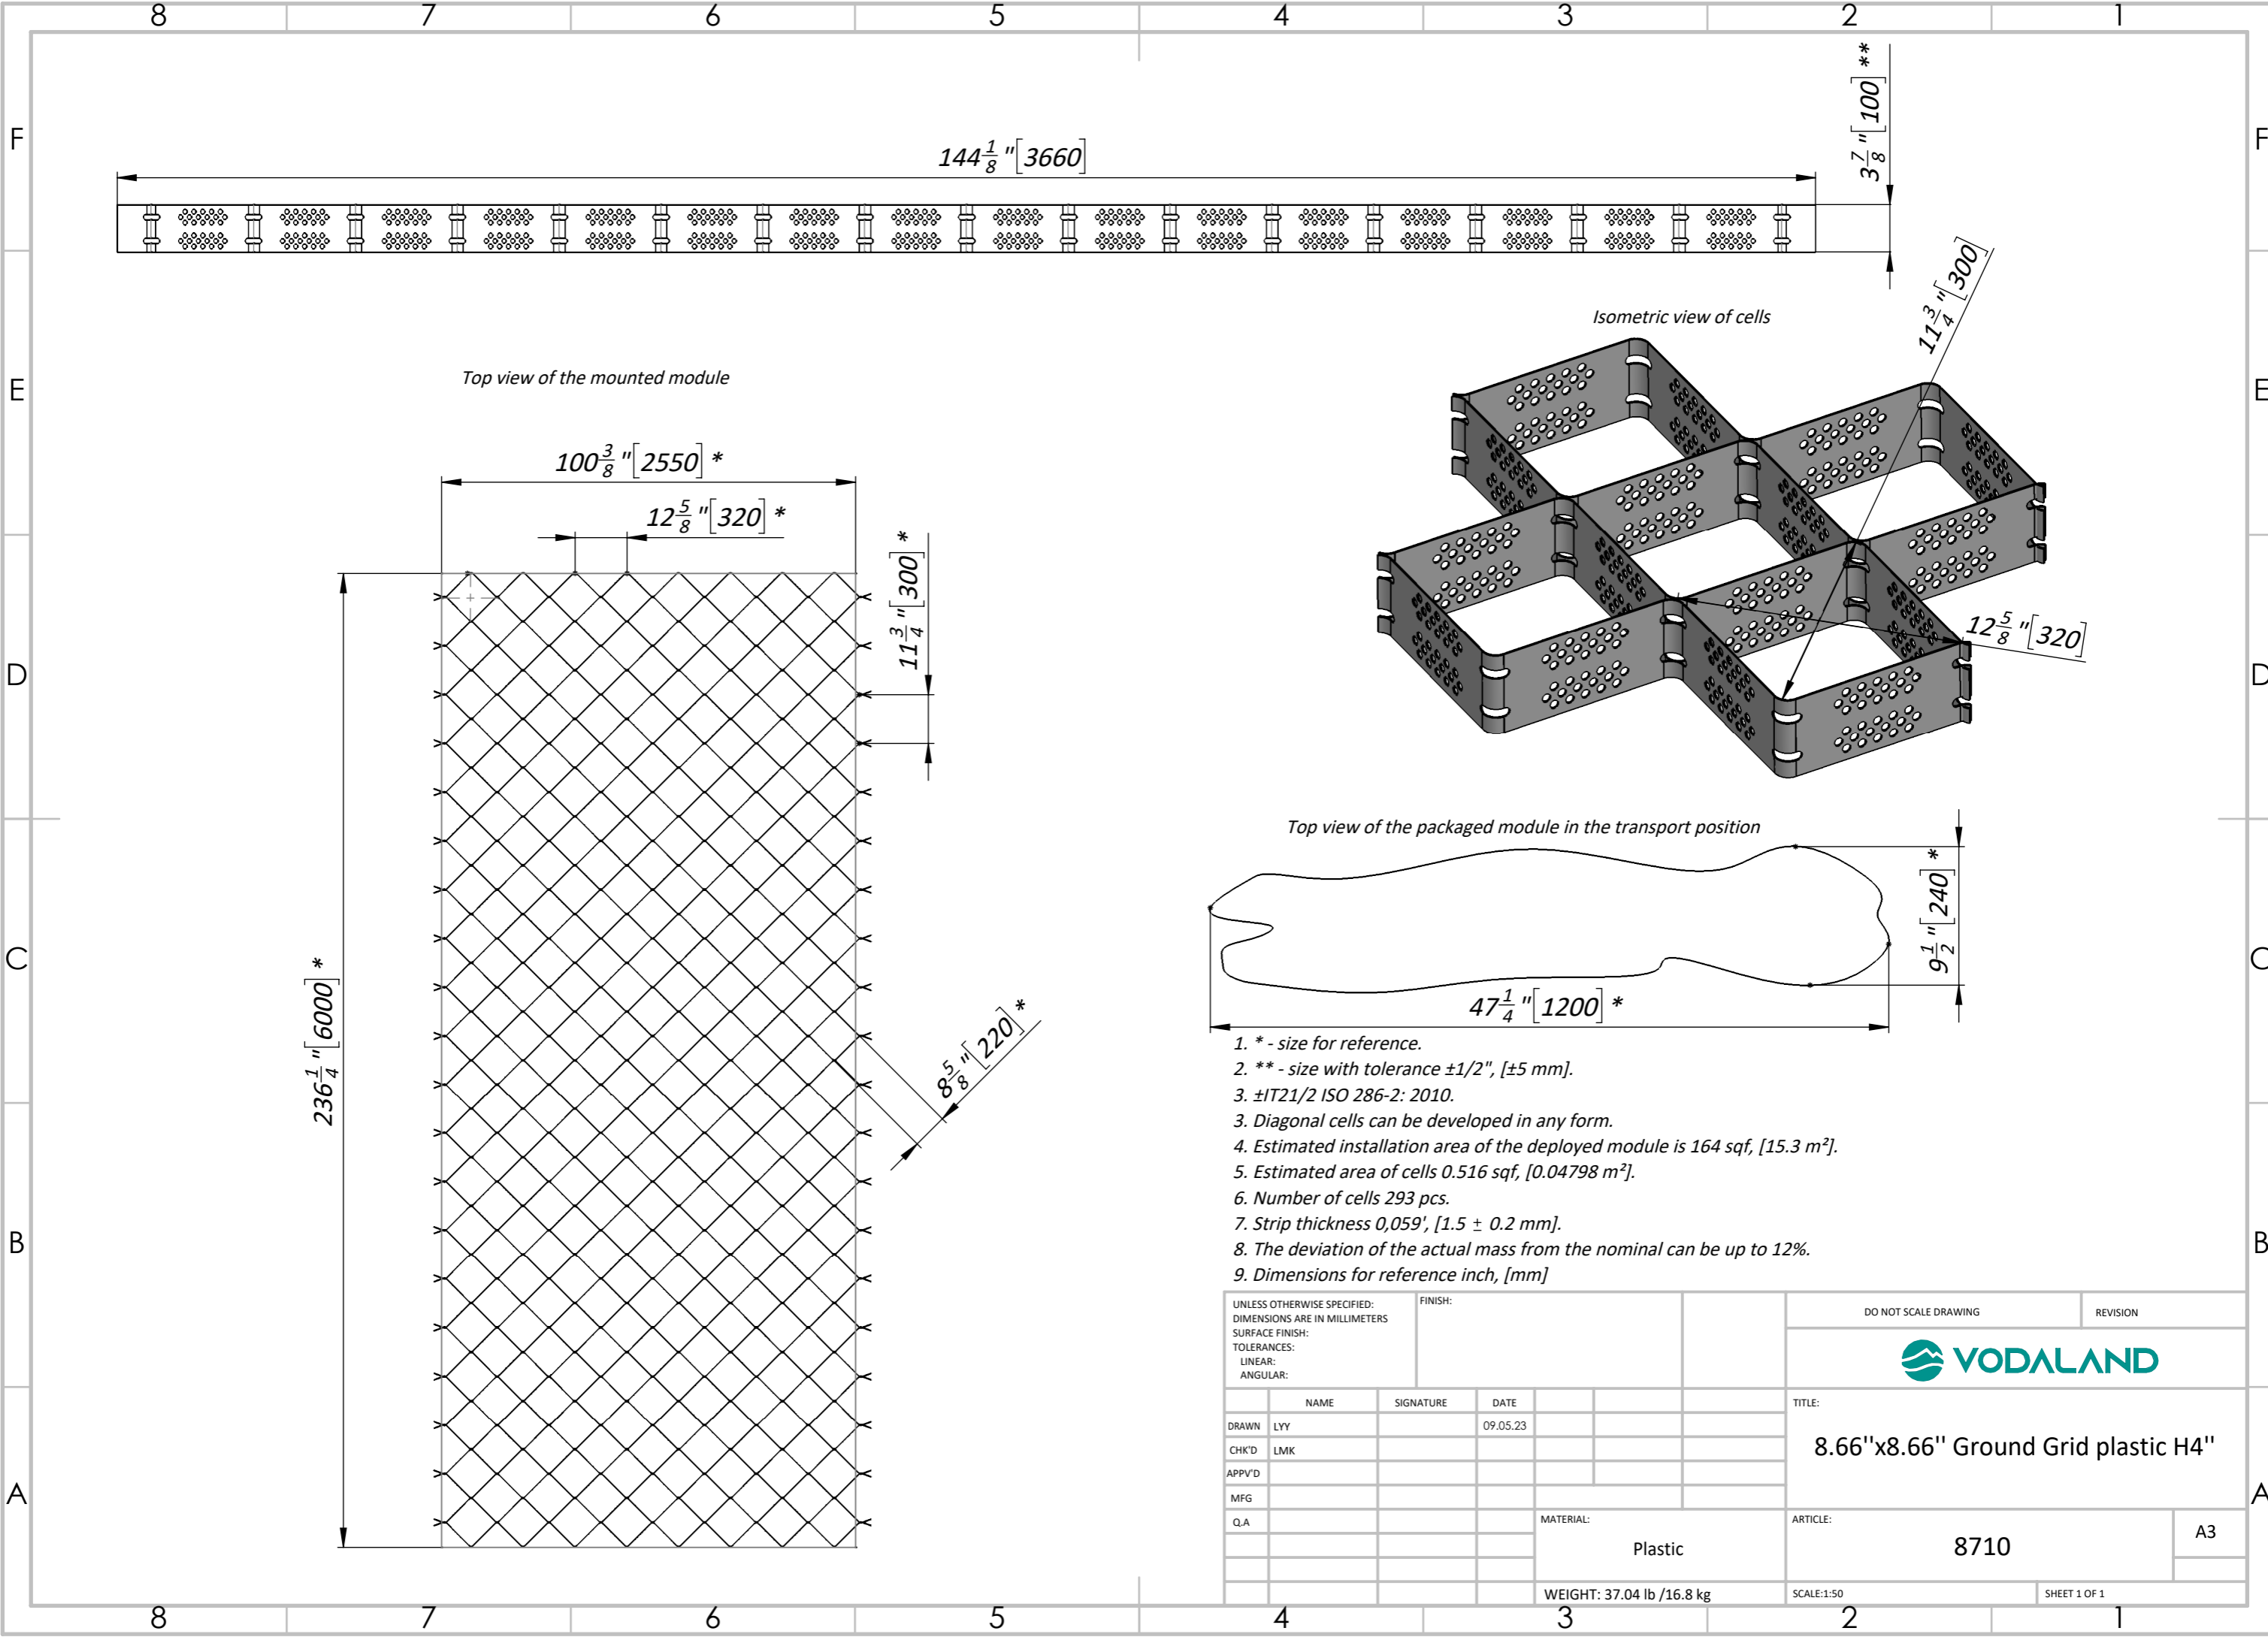 8 7 6 5 4 3 2 1
F F
E E
D D
C C
B B
A A
144 1/8 "[3660]
3 7/8 "[100] **
Isometric view of cells
11 3/4 "[300]
12 5/8 "[320]
Top view of the mounted module
100 3/8 "[2550] *
12 5/8 "[320] *
11 3/4 "[300] *
236 1/4 "[6000] *
8 5/8 "[220] *
Top view of the packaged module in the transport position
9 1/2 "[240] *
47 1/4 "[1200] *
1. * - size for reference.
2. ** - size with tolerance ±1/2", [±5 mm].
3. ±IT21/2 ISO 286-2: 2010.
3. Diagonal cells can be developed in any form.
4. Estimated installation area of the deployed module is 164 sqf, [15.3 m²].
5. Estimated area of cells 0.516 sqf, [0.04798 m²].
6. Number of cells 293 pcs.
7. Strip thickness 0,059', [1.5 ± 0.2 mm].
8. The deviation of the actual mass from the nominal can be up to 12%.
9. Dimensions for reference inch, [mm]
UNLESS OTHERWISE SPECIFIED:
DIMENSIONS ARE IN MILLIMETERS
SURFACE FINISH:
TOLERANCES:
LINEAR:
ANGULAR:
FINISH:
DO NOT SCALE DRAWING
REVISION
VODALAND
NAME SIGNATURE DATE
DRAWN LYY 09.05.23
CHK'D LMK
APPV'D
MFG
Q.A
TITLE:
8.66''x8.66'' Ground Grid plastic H4''
MATERIAL:
Plastic
ARTICLE:
8710
A3
WEIGHT: 37.04 lb /16.8 kg
SCALE:1:50
SHEET 1 OF 1
8 7 6 5 4 3 2 1